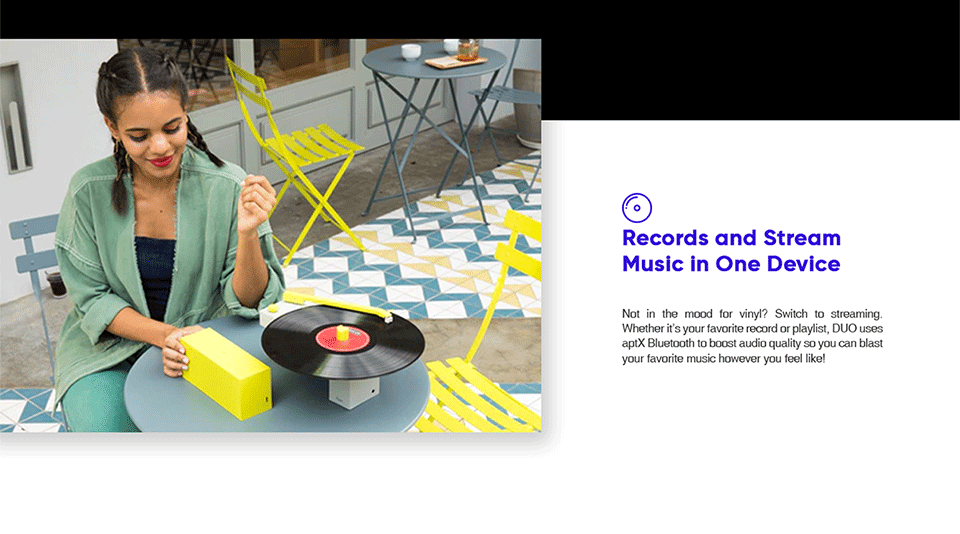 Records and Stream
Music in One Device
Not in the mood for vinyl? Switch to streaming.
Whether it's your favorite record or playlist, DUO uses
aptX Bluetooth to boost audio quality so you can blast
your favorite music however you feel like!